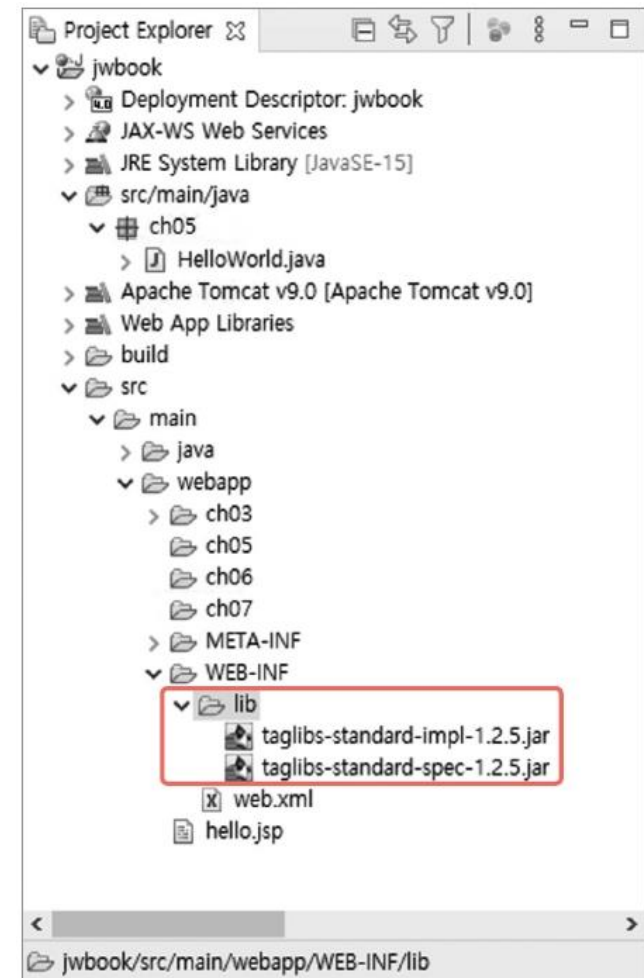 Project Explorer
jwbook
Deployment Descriptor: jwbook
JAX-WS Web Services
JRE System Library [JavaSE-15]
src/main/java
ch05
HelloWorld.java
Apache Tomcat v9.0 [Apache Tomcat v9.0]
Web App Libraries
build
src
main
java
webapp
ch03
ch05
ch06
ch07
META-INF
WEB-INF
lib
taglibs-standard-impl-1.2.5.jar
taglibs-standard-spec-1.2.5.jar
web.xml
hello.jsp
jwbook/src/main/webapp/WEB-INF/lib